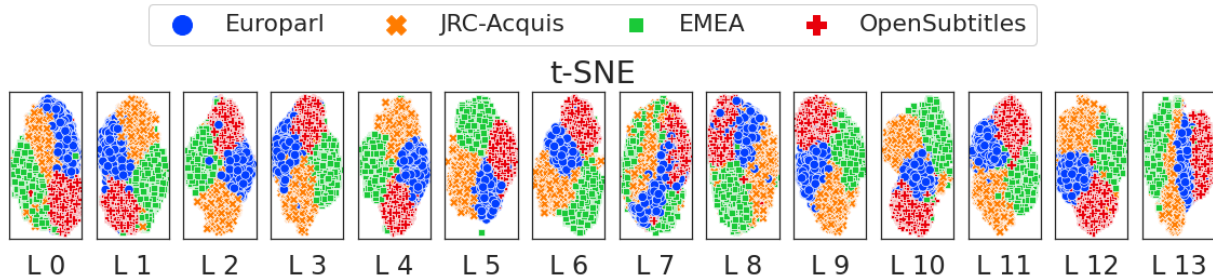 Europarl JRC-Acquis EMEA OpenSubtitles
t-SNE
L 0 L 1 L 2 L 3 L 4 L 5 L 6 L 7 L 8 L 9 L 10 L 11 L 12 L 13